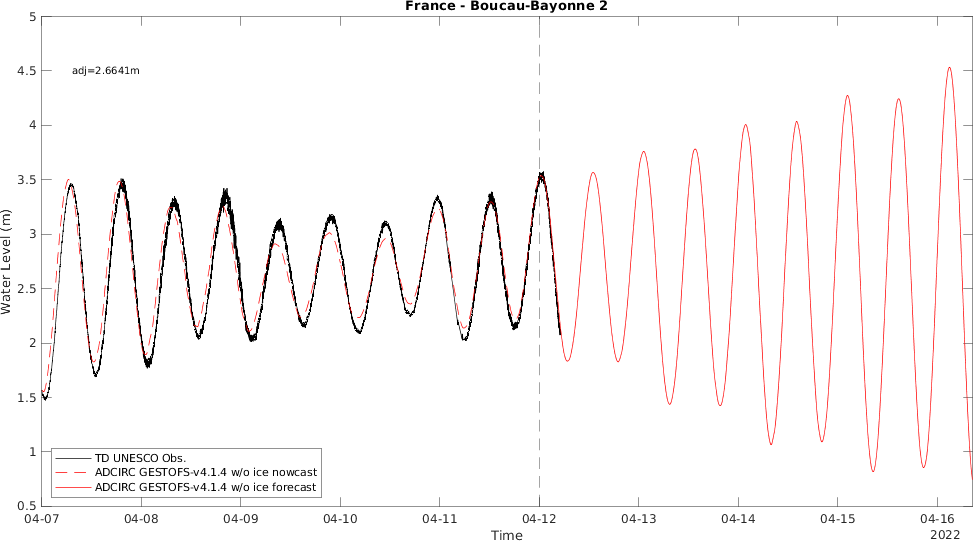 France - Boucau-Bayonne 2
adj=2.6641m
Water Level (m)
5
4.5
4
3.5
3
2.5
2
1.5
1
0.5
TD UNESCO Obs.
ADCIRC GESTOFS-v4.1.4 w/o ice nowcast
ADCIRC GESTOFS-v4.1.4 w/o ice forecast
04-07 04-08 04-09 04-10 04-11 04-12 04-13 04-14 04-15 04-16
Time
2022